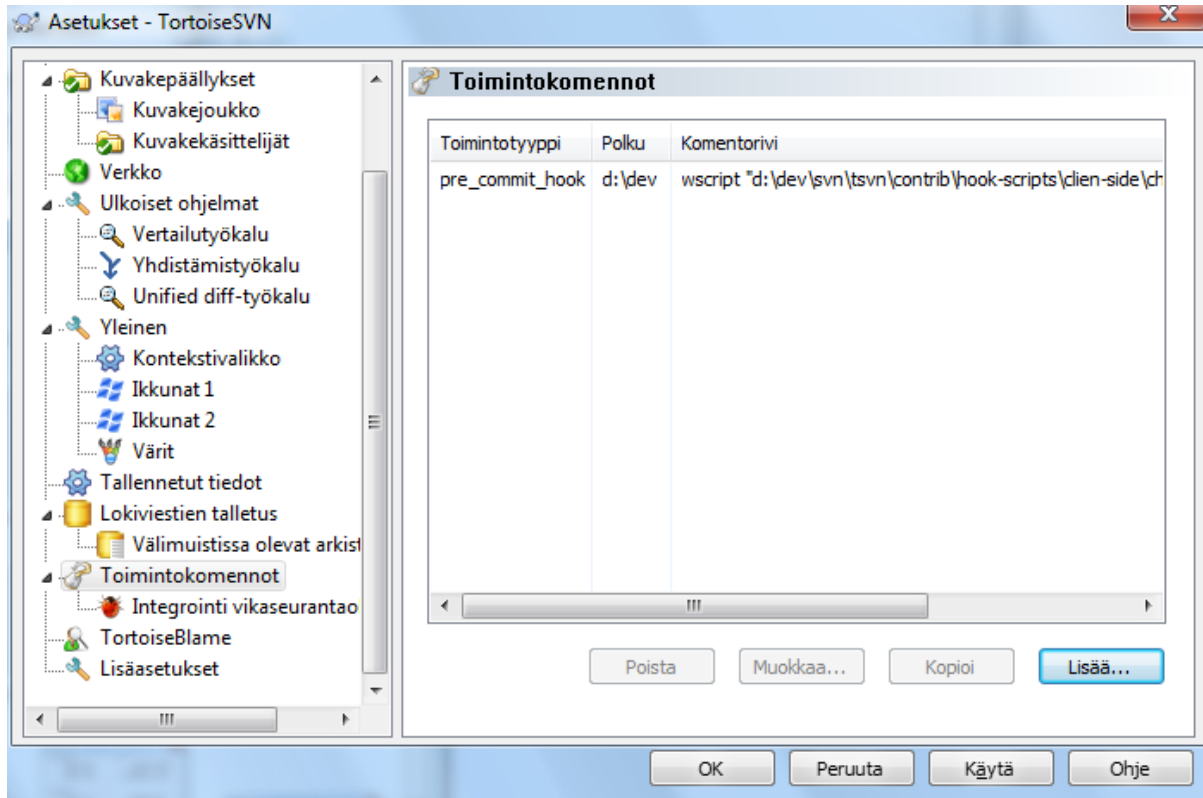 Asetukset - TortoiseSVN
Kuvakepäällykset
Kuvakejoukko
Kuvakekäsittelijät
Verkko
Ulkoiset ohjelmat
Vertailutyökalu
Yhdistämistyökalu
Unified diff-työkalu
Yleinen
Kontekstivalikko
Ikkunat 1
Ikkunat 2
Värit
Tallennetut tiedot
Lokiviestien talletus
Välimuistissa olevat arkist
Toimintokomennot
Integrointi vikaseurantao
TortoiseBlame
Lisäasetukset
Toimintokomennot
Toimintotyyppi Polku Komentorivi
pre_commit_hook d:\dev wscript "d:\dev\svn\tsvn\contrib\hook-scripts\clien-side\ch
Poista Muokkaa... Kopioi Lisää...
OK Peruuta Käytä Ohje